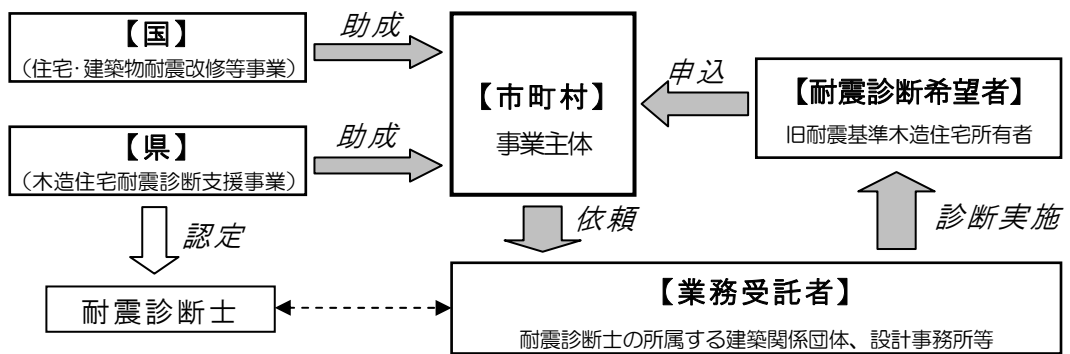 【国】
（住宅･建築物耐震改修等事業）
助成
【県】
（木造住宅耐震診断支援事業）
助成
【市町村】
事業主体
申込
【耐震診断希望者】
旧耐震基準木造住宅所有者
認定
依頼
診断実施
耐震診断士
【業務受託者】
耐震診断士の所属する建築関係団体、設計事務所等